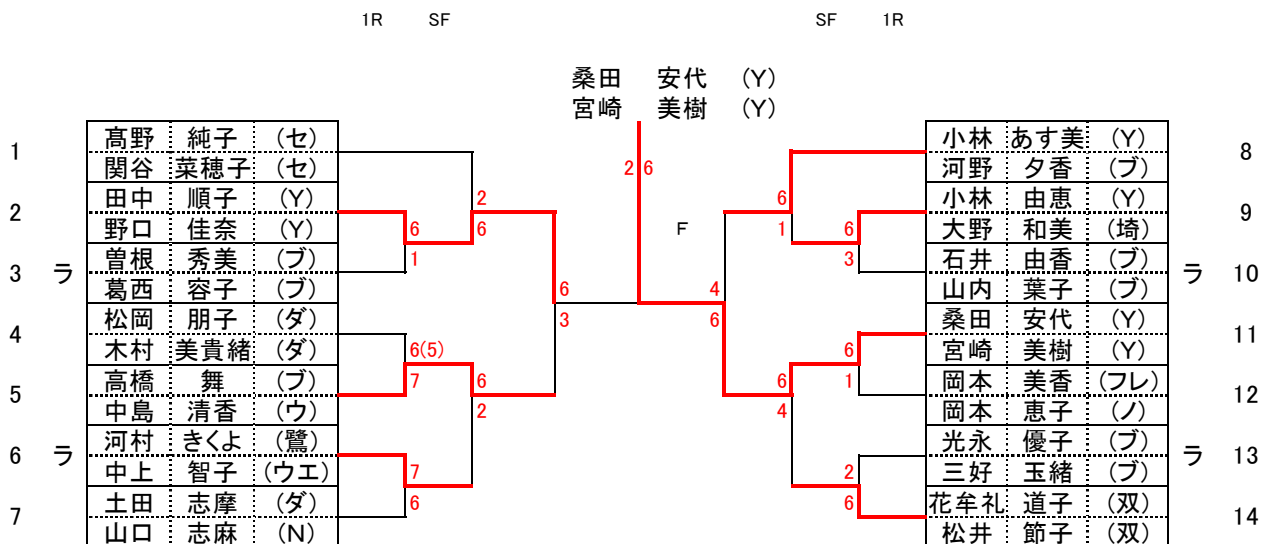 1R SF SF 1R
桑田 安代 (Y)
宮崎 美樹 (Y)
1 髙野 純子 (セ)
関谷 菜穂子 (セ)
2 田中 順子 (Y)
野口 佳奈 (Y)
3 ラ 曽根 秀美 (ブ)
葛西 容子 (ブ)
4 松岡 朋子 (ダ)
木村 美貴緒 (ダ)
5 高橋 舞 (ブ)
中島 清香 (ウ)
6 ラ 河村 きくよ (鷺)
中上 智子 (ウエ)
7 土田 志摩 (ダ)
山口 志麻 (N)
2
6 6
1
6
3
6(5)
7 6
2
7
6
2 6
F
6
1 6
3
4
6
6
6 1
4
2
6
小林 あす美 (Y) 8
河野 夕香 (ブ)
小林 由恵 (Y) 9
大野 和美 (埼)
石井 由香 (ブ) ラ 10
山内 葉子 (ブ)
桑田 安代 (Y) 11
宮崎 美樹 (Y)
岡本 美香 (フレ) 12
岡本 恵子 (ノ)
光永 優子 (ブ) ラ 13
三好 玉緒 (ブ)
花牟礼 道子 (双) 14
松井 節子 (双)